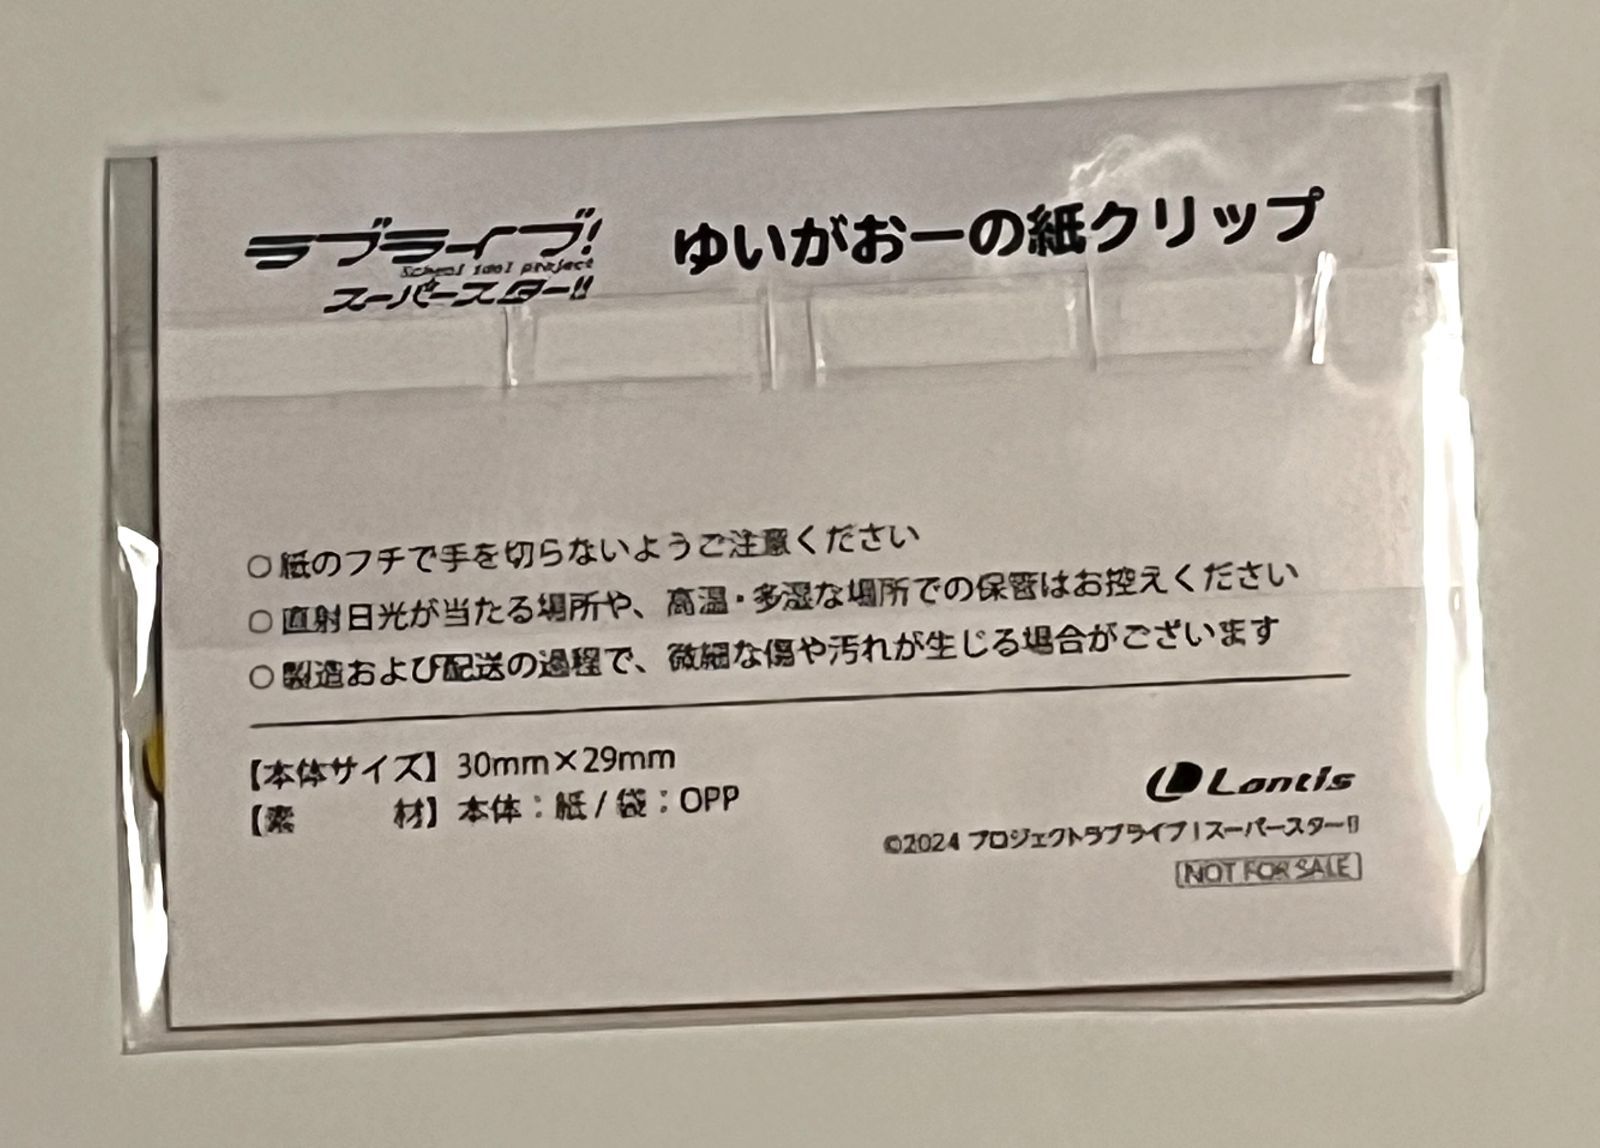 ラブライブ!
School idol project
スーパースター!!
ゆいがおーの紙クリップ
○紙のフチで手を切らないようご注意ください
○直射日光が当たる場所や、高温・多湿な場所での保管はお控えください
○製造および配送の過程で、微細な傷や汚れが生じる場合がございます
【本体サイズ】30mm×29mm
【素　　材】本体：紙 / 袋：OPP
Lantis
©2024 プロジェクトラブライブ!スーパースター!!
NOT FOR SALE